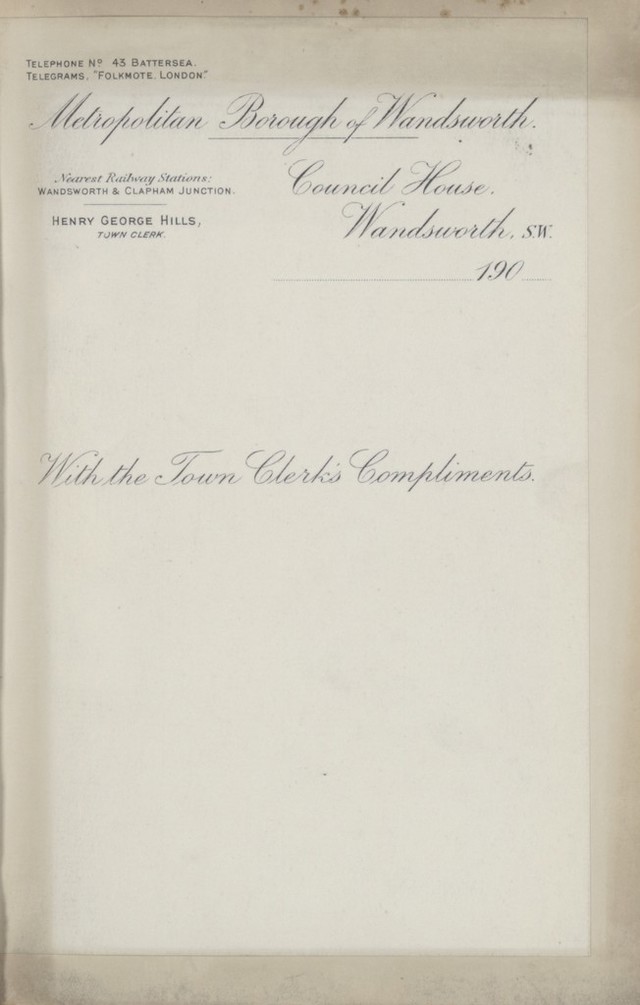 TELEPHONE No 43 BATTERSEA.
TELEGRAMS, "FOLKMOTE, LONDON."
Metropolitan Borough of Wandsworth.
Nearest Railway Stations:
WANDSWORTH & CLAPHAM JUNCTION.
HENRY GEORGE HILLS,
TOWN CLERK.
Council House,
Wandsworth, S.W.
190
With the Town Clerk's Compliments.